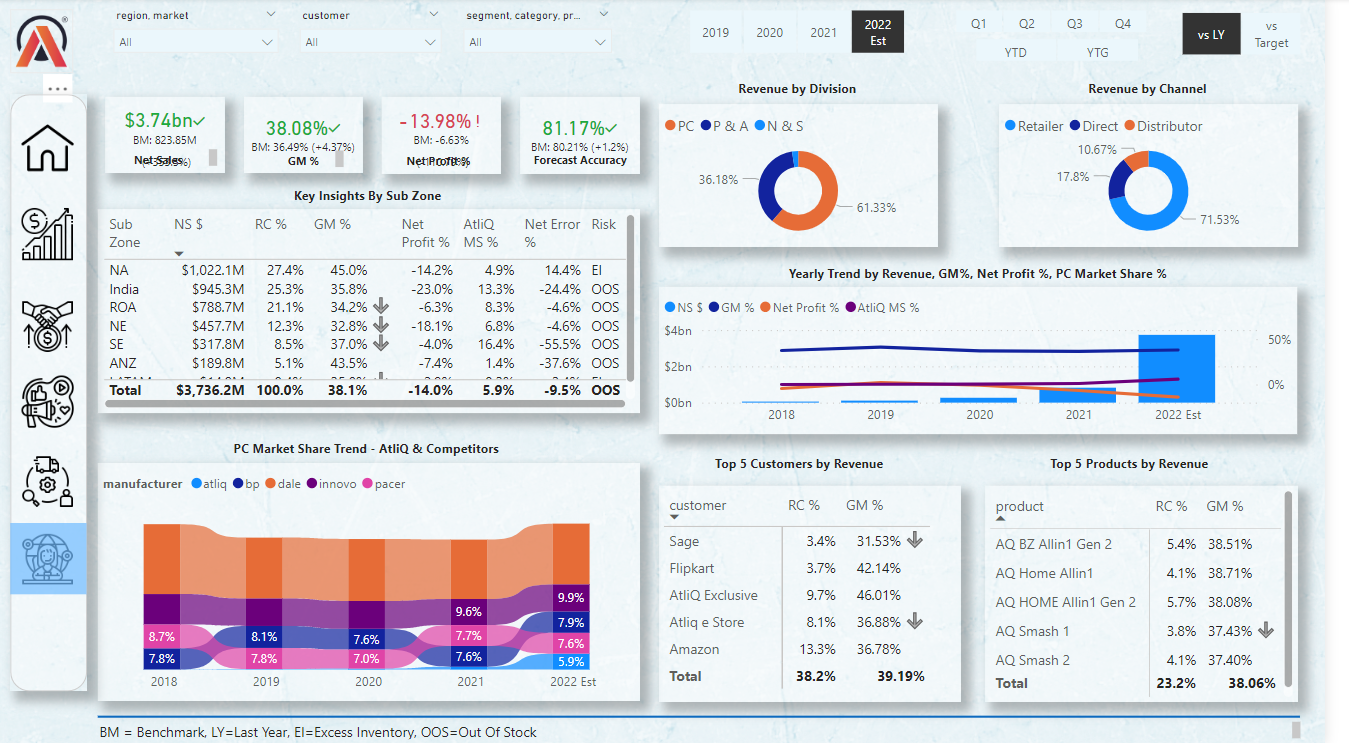 region, market
customer
segment, category, pr...
All
All
All
2019
2020
2021
2022
Est
Q1
Q2
Q3
Q4
YTD
YTG
vs LY
vs
Target
$3.74bn✓
BM: 823.85M
Net Sales
38.08%✓
BM: 36.49% (+4.37%)
GM %
-13.98% !
BM: -6.63%
Net Profit %
81.17%✓
BM: 80.21% (+1.2%)
Forecast Accuracy
Revenue by Division
PC P & A N & S
36.18%
61.33%
Revenue by Channel
Retailer Direct Distributor
10.67%
17.8%
71.53%
Key Insights By Sub Zone
Sub Zone NS $ RC % GM % Net Profit % AtliQ MS % Net Error % Risk
NA $1,022.1M 27.4% 45.0% -14.2% 4.9% 14.4% EI
India $945.3M 25.3% 35.8% -23.0% 13.3% -24.4% OOS
ROA $788.7M 21.1% 34.2% -6.3% 8.3% -4.6% OOS
NE $457.7M 12.3% 32.8% -18.1% 6.8% -4.6% OOS
SE $317.8M 8.5% 37.0% -4.0% 16.4% -55.5% OOS
ANZ $189.8M 5.1% 43.5% -7.4% 1.4% -37.6% OOS
Total $3,736.2M 100.0% 38.1% -14.0% 5.9% -9.5% OOS
Yearly Trend by Revenue, GM%, Net Profit %, PC Market Share %
NS $ GM % Net Profit % AtliQ MS %
$4bn
$2bn
$0bn
50%
0%
2018 2019 2020 2021 2022 Est
PC Market Share Trend - AtliQ & Competitors
manufacturer atliq bp dale innovo pacer
8.7%
7.8%
8.1%
7.8%
7.6%
7.0%
9.6%
7.7%
7.6%
9.9%
7.9%
7.6%
5.9%
2018 2019 2020 2021 2022 Est
Top 5 Customers by Revenue
customer RC % GM %
Sage 3.4% 31.53%
Flipkart 3.7% 42.14%
AtliQ Exclusive 9.7% 46.01%
Atliq e Store 8.1% 36.88%
Amazon 13.3% 36.78%
Total 38.2% 39.19%
Top 5 Products by Revenue
product RC % GM %
AQ BZ Allin1 Gen 2 5.4% 38.51%
AQ Home Allin1 4.1% 38.71%
AQ HOME Allin1 Gen 2 5.7% 38.08%
AQ Smash 1 3.8% 37.43%
AQ Smash 2 4.1% 37.40%
Total 23.2% 38.06%
BM = Benchmark, LY=Last Year, EI=Excess Inventory, OOS=Out Of Stock